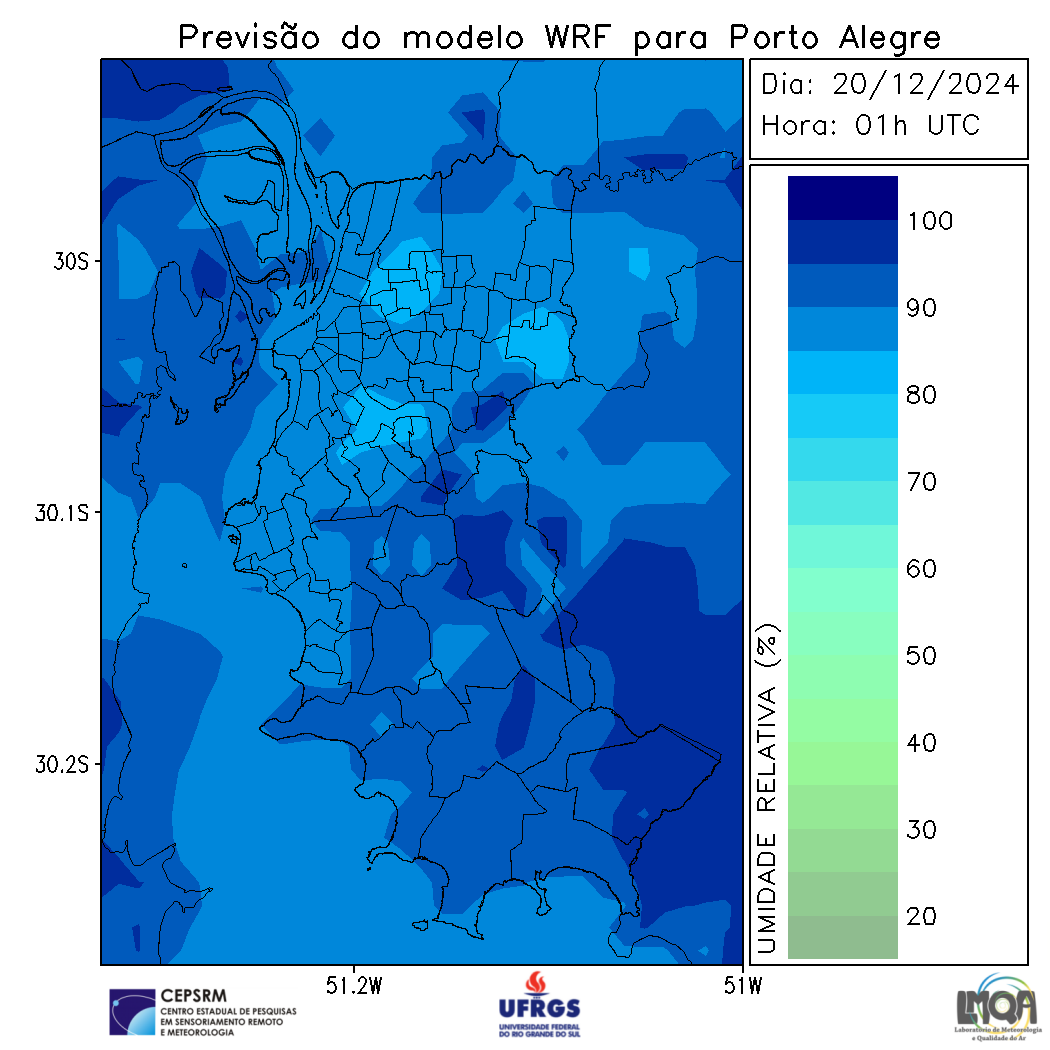 Previsão do modelo WRF para Porto Alegre
Dia: 20/12/2024
Hora: 01h UTC
30S
30.1S
30.2S
51.2W
51W
100
90
80
70
60
50
40
30
20
UMIDADE RELATIVA (%)
CEPSRM
CENTRO ESTADUAL DE PESQUISAS
EM SENSORIAMENTO REMOTO
E METEOROLOGIA
UFRGS
UNIVERSIDADE FEDERAL
DO RIO GRANDE DO SUL
LMQA
Laboratório de Meteorologia
e Qualidade do Ar